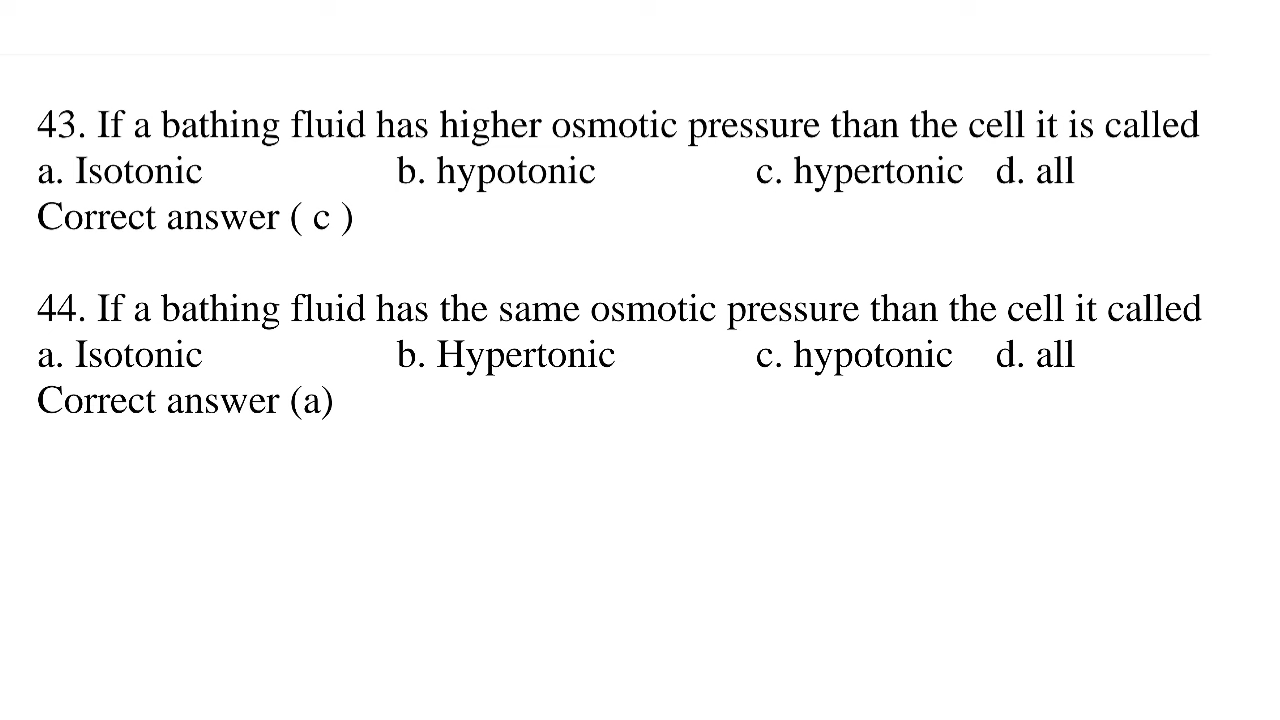 43. If a bathing fluid has higher osmotic pressure than the cell it is called
a. Isotonic b. hypotonic c. hypertonic d. all
Correct answer ( c )
44. If a bathing fluid has the same osmotic pressure than the cell it called
a. Isotonic b. Hypertonic c. hypotonic d. all
Correct answer (a)